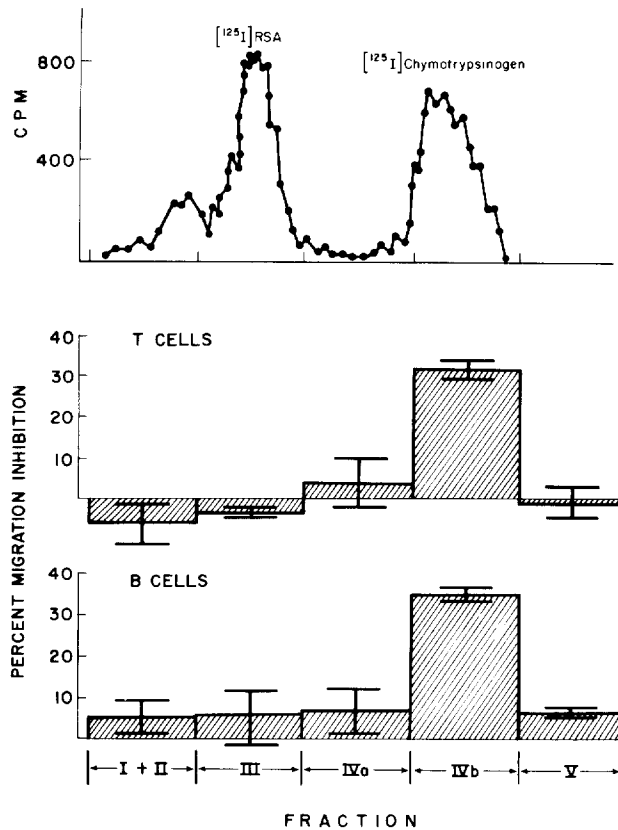 [¹²⁵I]RSA
[¹²⁵I]Chymotrypsinogen
CPM
800
400
T CELLS
40
30
20
10
B CELLS
40
30
20
10
PERCENT MIGRATION INHIBITION
I + II
III
IVa
IVb
V
FRACTION